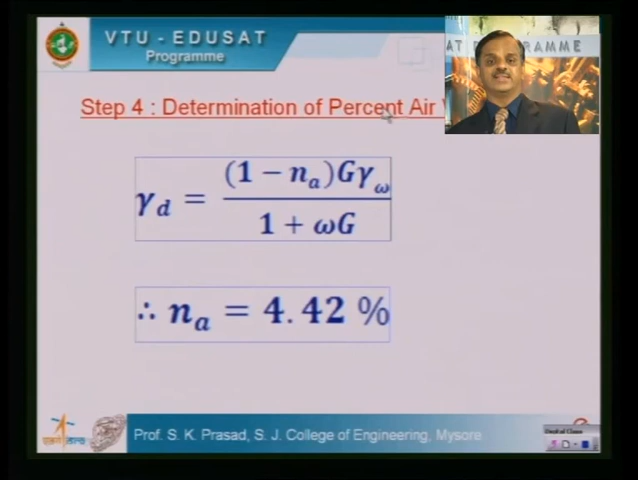 VTU - EDUSAT
Programme
AT PROGRAMME
Step 4 : Determination of Percent Air
γ_d = (1 − n_a)Gγ_ω / 1 + ωG
∴ n_a = 4.42 %
Prof. S. K. Prasad, S. J. College of Engineering, Mysore